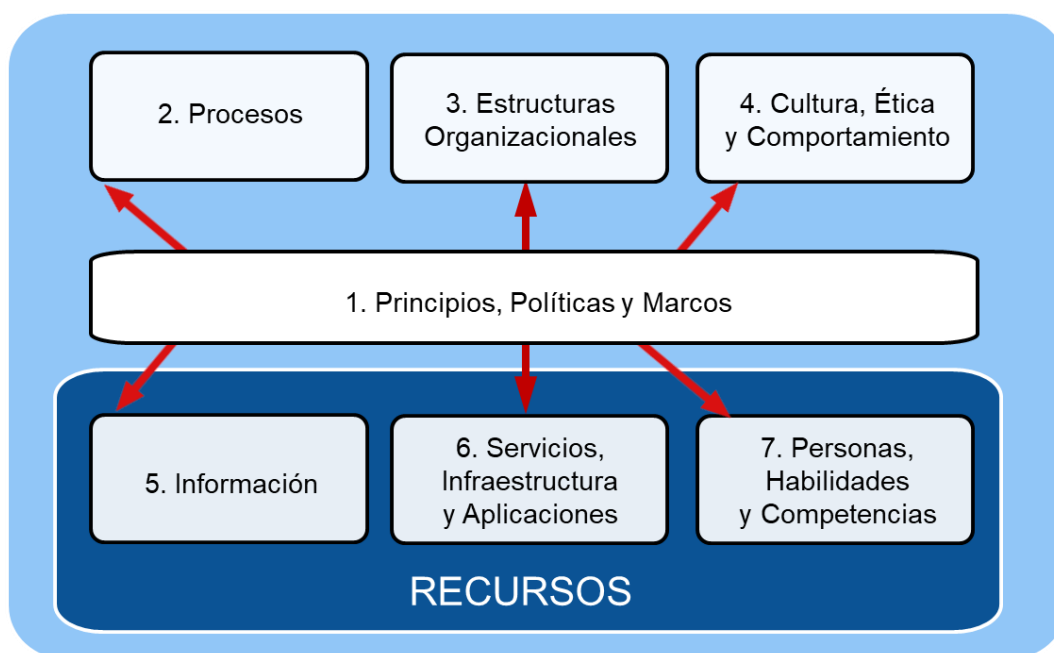 2. Procesos
3. Estructuras
Organizacionales
4. Cultura, Ética
y Comportamiento
1. Principios, Políticas y Marcos
5. Información
6. Servicios,
Infraestructura
y Aplicaciones
7. Personas,
Habilidades
y Competencias
RECURSOS